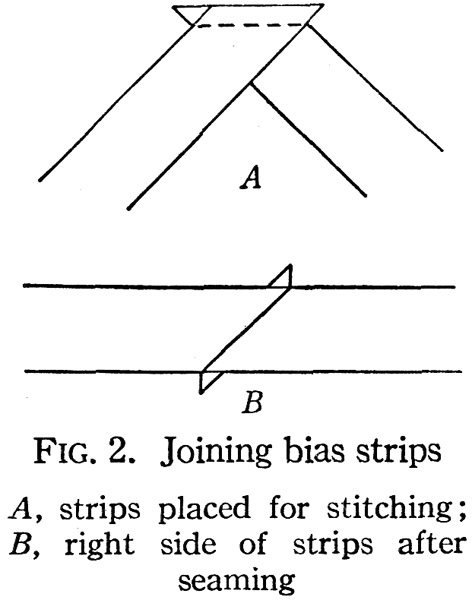 A
B
FIG. 2. Joining bias strips
A, strips placed for stitching;
B, right side of strips after
seaming